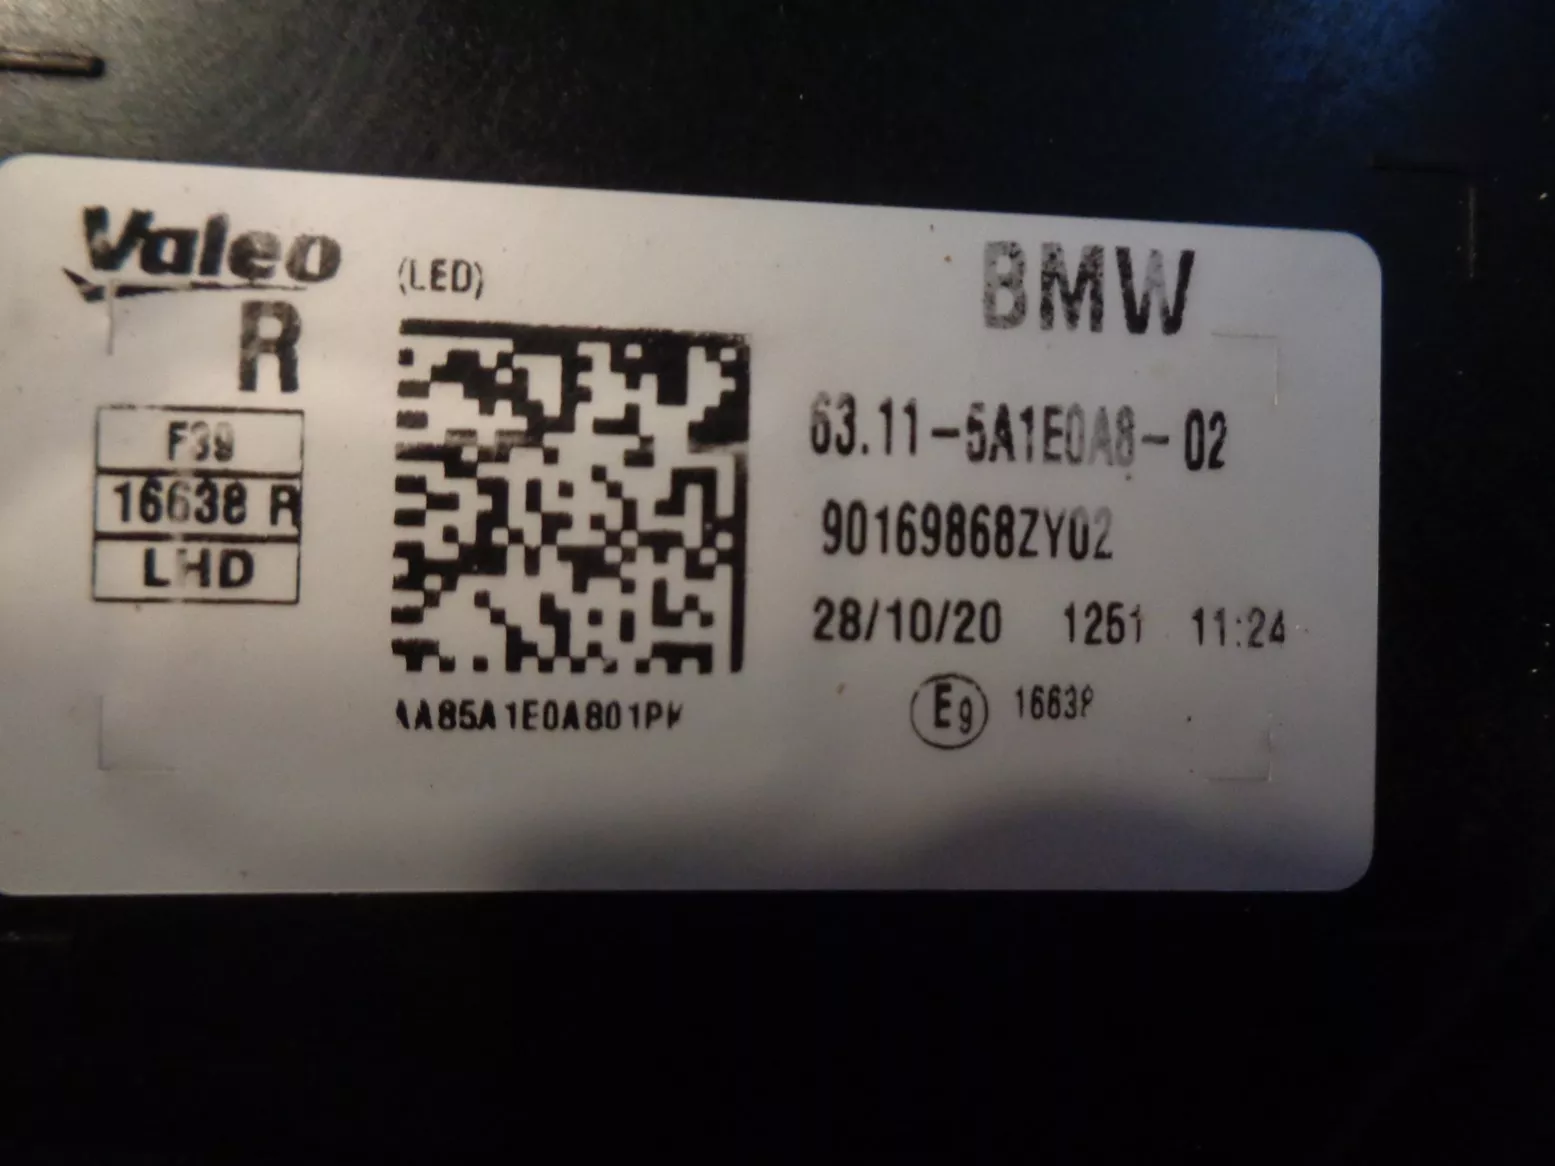 Valeo
(LED)
BMW
R
F39
16638 R
LHD
63.11-5A1E0A8-02
90169868ZY02
28/10/20 1251 11:24
E9 16638